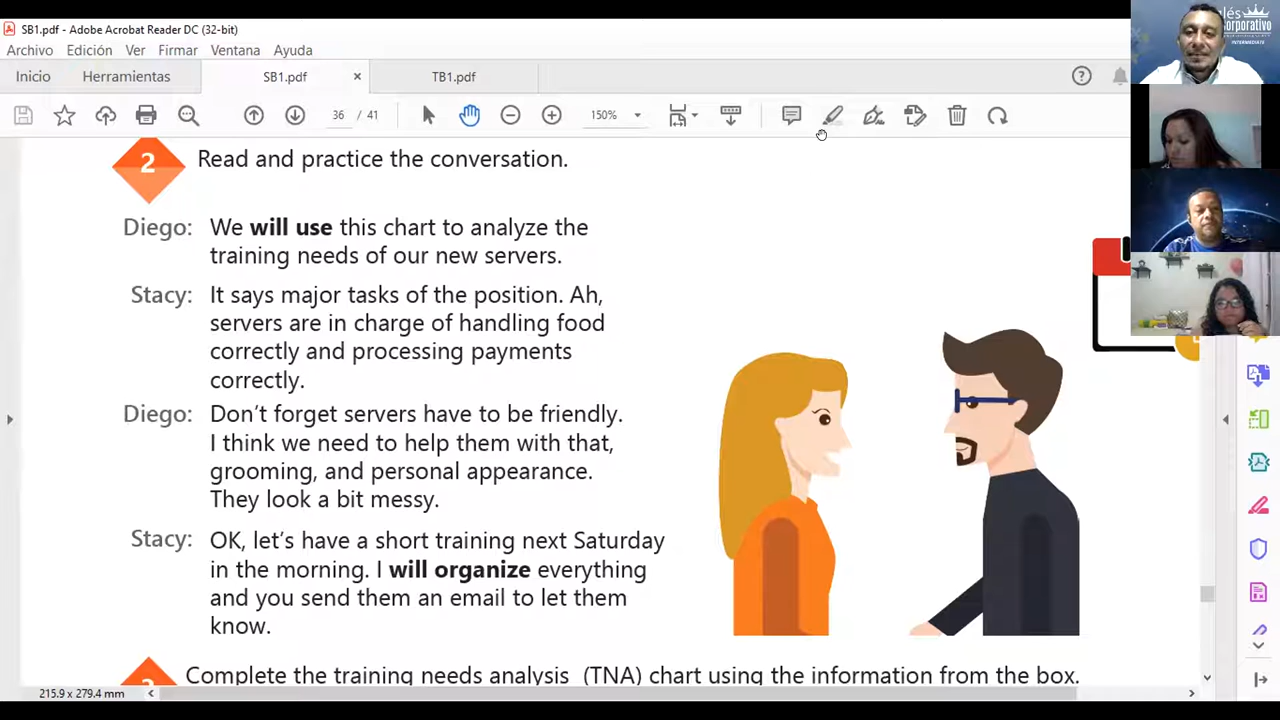 SB1.pdf - Adobe Acrobat Reader DC (32-bit)
Archivo Edición Ver Firmar Ventana Ayuda
Inicio Herramientas SB1.pdf × TB1.pdf
36 / 41 150%
2 Read and practice the conversation.
Diego: We will use this chart to analyze the
training needs of our new servers.
Stacy: It says major tasks of the position. Ah,
servers are in charge of handling food
correctly and processing payments
correctly.
Diego: Don't forget servers have to be friendly.
I think we need to help them with that,
grooming, and personal appearance.
They look a bit messy.
Stacy: OK, let's have a short training next Saturday
in the morning. I will organize everything
and you send them an email to let them
know.
Complete the training needs analysis (TNA) chart using the information from the box.
215.9 x 279.4 mm
glés
Corporativo
INTERMEDIATE